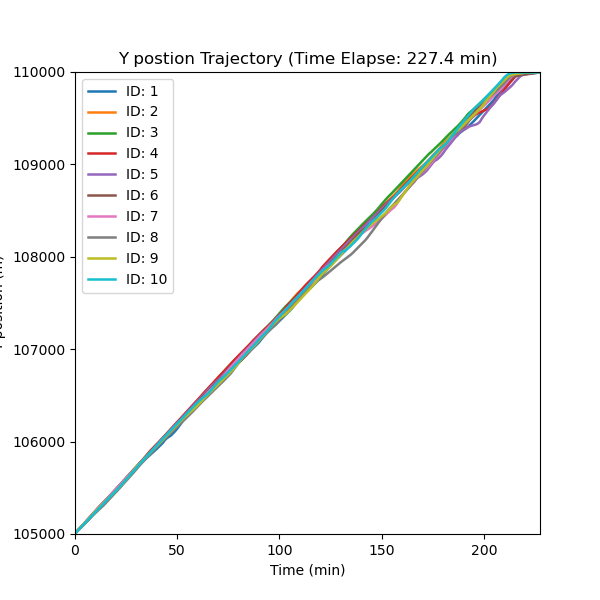 Y postion Trajectory (Time Elapse: 227.4 min)
110000
109000
108000
107000
106000
105000
ID: 1
ID: 2
ID: 3
ID: 4
ID: 5
ID: 6
ID: 7
ID: 8
ID: 9
ID: 10
0
50
100
150
200
Time (min)